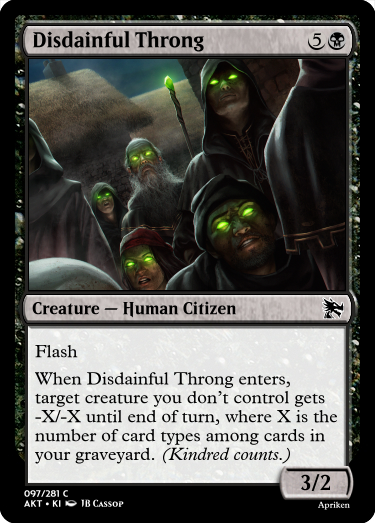 Disdainful Throng 5
Creature — Human Citizen
Flash
When Disdainful Throng enters,
target creature you don't control gets
-X/-X until end of turn, where X is the
number of card types among cards in
your graveyard. (Kindred counts.)
3/2
097/281 C
AKT • KI JB Cassop
Apriken